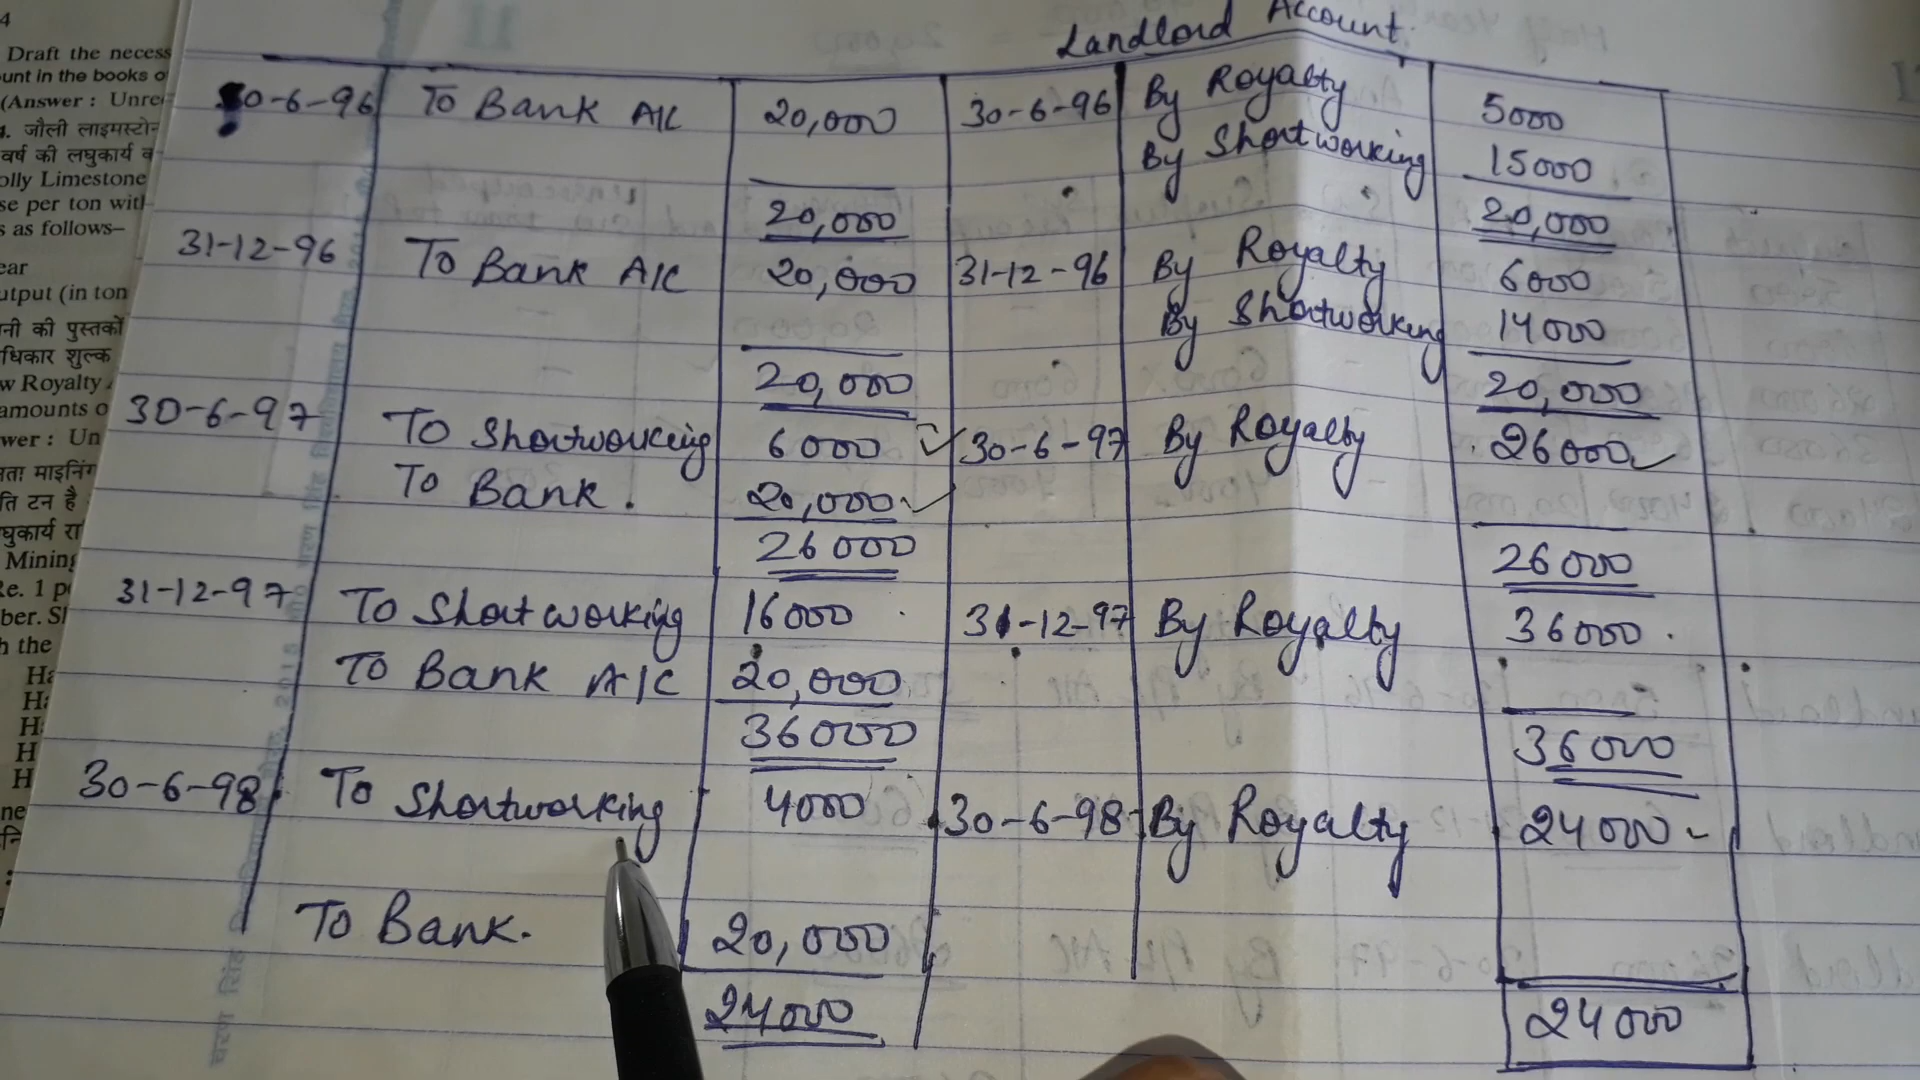 Landlord Account.
30-6-96 To Bank A/C 20,000 30-6-96 By Royalty 5000
By Shortworking 15000
20,000 20,000
31-12-96 To Bank A/C 20,000 31-12-96 By Royalty 6000
By Shortworking 14000
20,000 20,000
30-6-97 To Shortworking 6000 30-6-97 By Royalty 26000
To Bank. 20,000
26000 26000
31-12-97 To Shortworking 16000 31-12-97 By Royalty 36000
To Bank A/C 20,000
36000 36000
30-6-98 To Shortworking 4000 30-6-98 By Royalty 24000
To Bank. 20,000
24000 24000
4
Draft the necess
unt in the books o
(Answer : Unre
जौली लाइमस्टोन
वर्ष की लघुकार्य व
olly Limestone
se per ton with
s as follows–
ear
utput (in ton
नी की पुस्तकों
धिकार शुल्क
w Royalty
amounts o
wer : Un
ता माइनिंग
ति टन है
घुकार्य रा
Mining
Re. 1 p
ber. Sh
h the
Ha
Ha
H
H
H